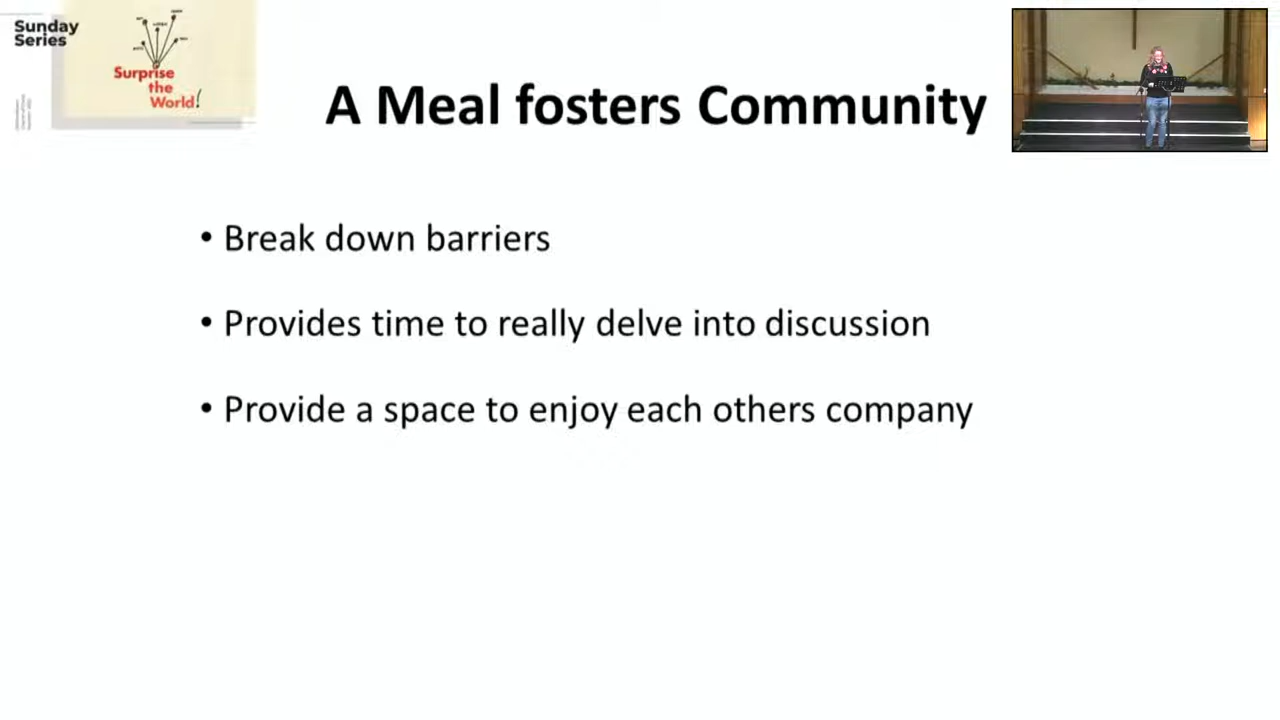 Sunday
Series
Surprise
the
World!
A Meal fosters Community
• Break down barriers
• Provides time to really delve into discussion
• Provide a space to enjoy each others company